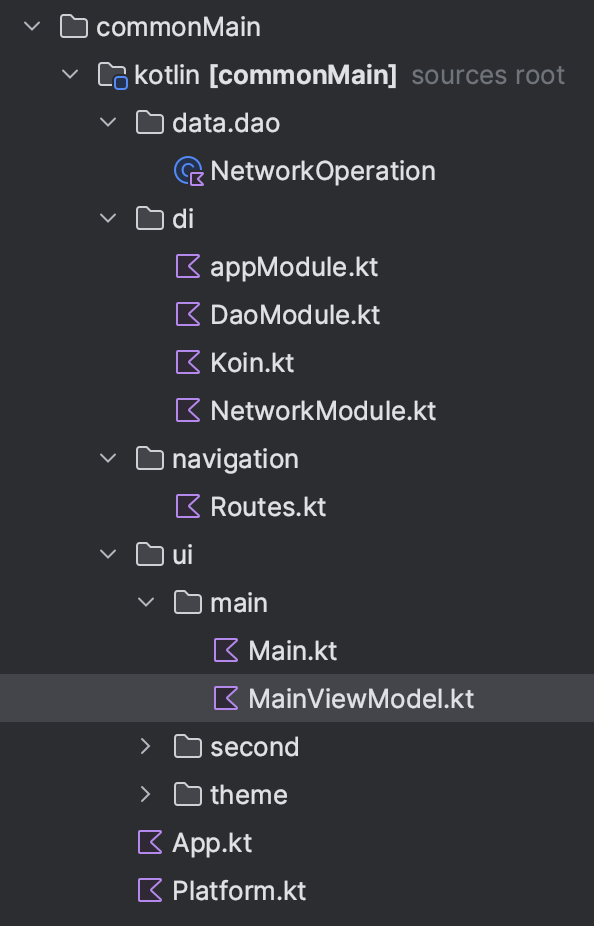 commonMain
kotlin [commonMain] sources root
data.dao
NetworkOperation
di
appModule.kt
DaoModule.kt
Koin.kt
NetworkModule.kt
navigation
Routes.kt
ui
main
Main.kt
MainViewModel.kt
second
theme
App.kt
Platform.kt